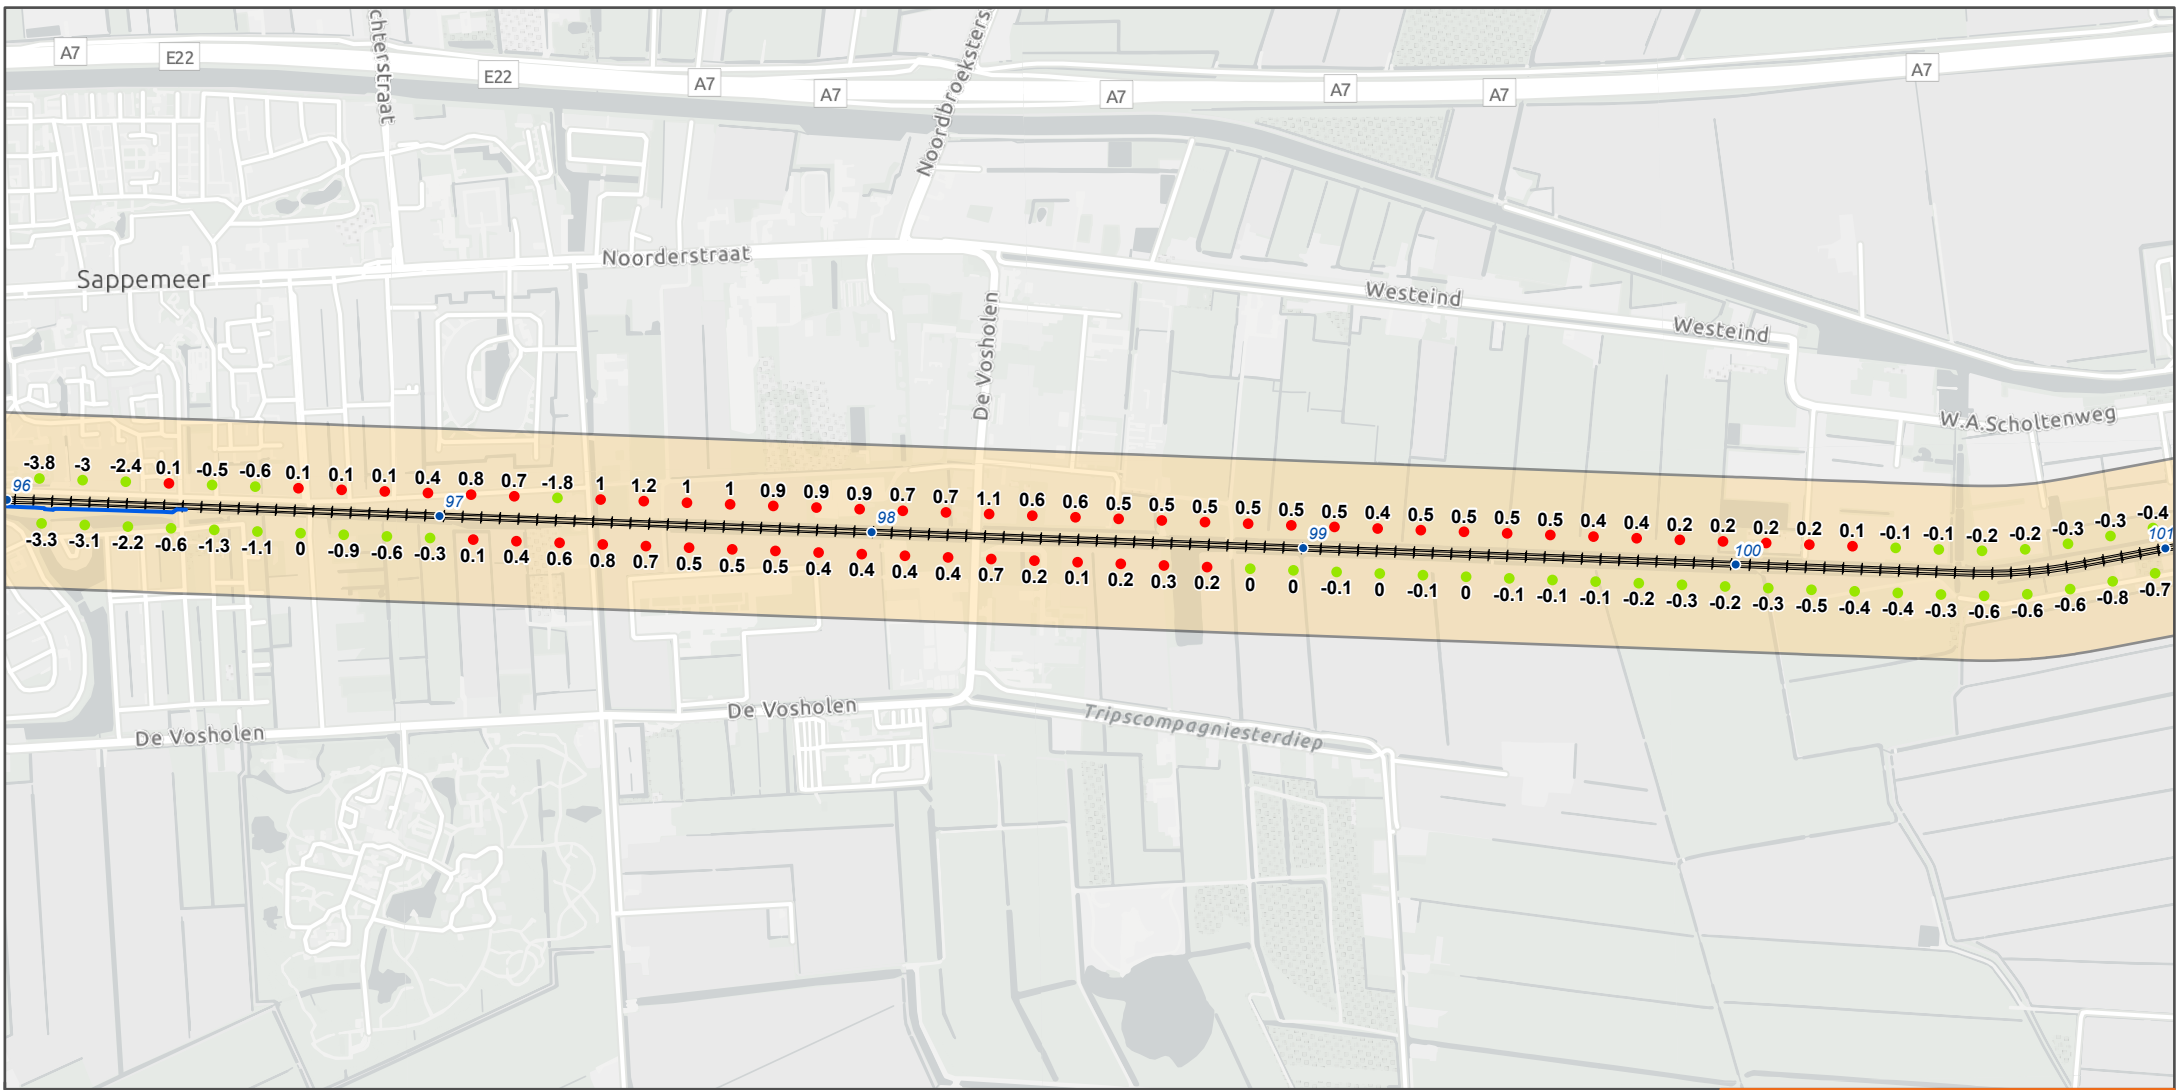 chterstraat
Noordbroeksters
A7
E22
E22
A7
A7
A7
A7
A7
A7
Sappemeer
Noorderstraat
Westeind
Westeind
De Vosholen
W.A.Scholtenweg
-3.8 -3 -2.4 0.1 -0.5 -0.6 0.1 0.1 0.1 0.4 0.8 0.7 -1.8 1 1.2 1 1 0.9 0.9 0.9 0.7 0.7 1.1 0.6 0.6 0.5 0.5 0.5 0.5 0.5 0.5 0.4 0.5 0.5 0.5 0.5 0.4 0.4 0.2 0.2 0.2 0.2 0.1 -0.1 -0.1 -0.2 -0.2 -0.3 -0.3 -0.4
96 97 98 99 100 101
-3.3 -3.1 -2.2 -0.6 -1.3 -1.1 0 -0.9 -0.6 -0.3 0.1 0.4 0.6 0.8 0.7 0.5 0.5 0.5 0.4 0.4 0.4 0.4 0.7 0.2 0.1 0.2 0.3 0.2 0 0 -0.1 0 -0.1 0 -0.1 -0.1 -0.1 -0.2 -0.3 -0.2 -0.3 -0.5 -0.4 -0.4 -0.3 -0.6 -0.6 -0.6 -0.8 -0.7
De Vosholen
De Vosholen
Tripscompagniesterdiep